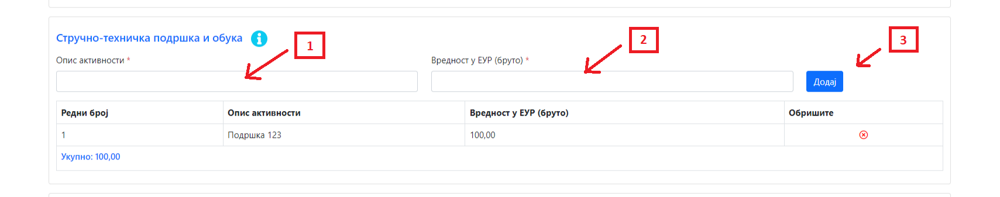 Стручно-техничка подршка и обука
1
2
3
Опис активности *
Вредност у ЕУР (бруто) *
Додај
Редни број Опис активности Вредност у ЕУР (бруто) Обришите
1 Подршка 123 100,00
Укупно: 100,00